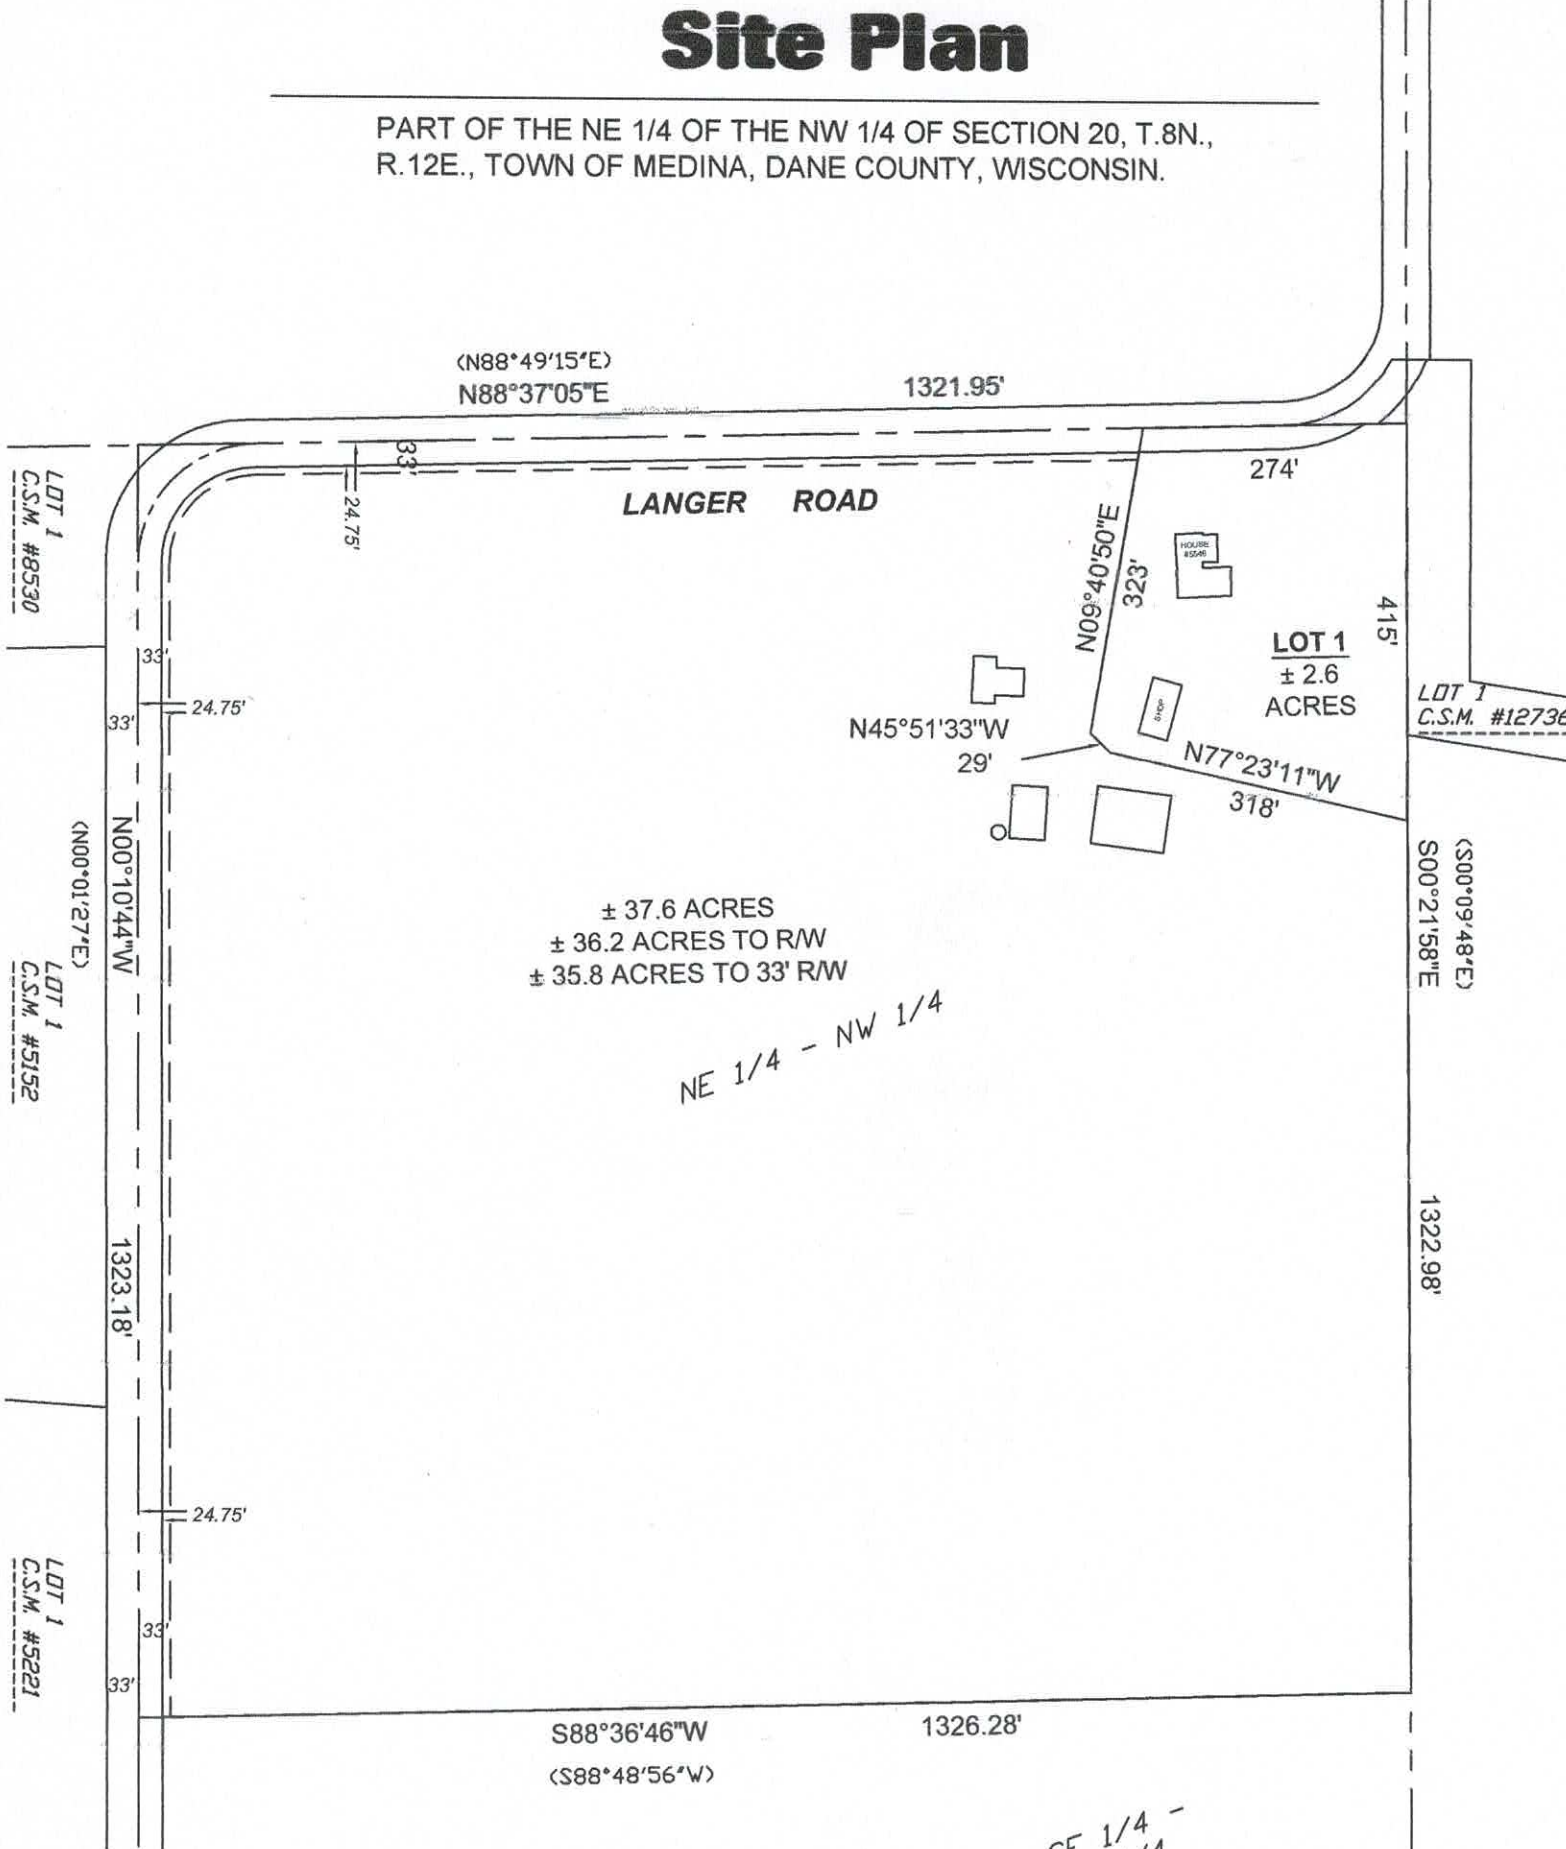 Site Plan
PART OF THE NE 1/4 OF THE NW 1/4 OF SECTION 20, T.8N.,
R.12E., TOWN OF MEDINA, DANE COUNTY, WISCONSIN.
(N88°49'15"E)
N88°37'05"E
1321.95'
33'
24.75'
LANGER ROAD
274'
LOT 1
C.S.M. #8530
N09°40'50"E
323'
HOUSE
#5546
415'
LOT 1
± 2.6
ACRES
SHOP
LOT 1
C.S.M. #12736
33'
24.75'
33'
N45°51'33"W
29'
N77°23'11"W
318'
(N00°01'27"E)
N00°10'44"W
(S00°09'48"E)
S00°21'58"E
± 37.6 ACRES
± 36.2 ACRES TO R/W
± 35.8 ACRES TO 33' R/W
LOT 1
C.S.M. #5152
NE 1/4 - NW 1/4
1323.18'
1322.98'
24.75'
LOT 1
C.S.M. #5221
33'
33'
S88°36'46"W
1326.28'
(S88°48'56"W)
1/4 -